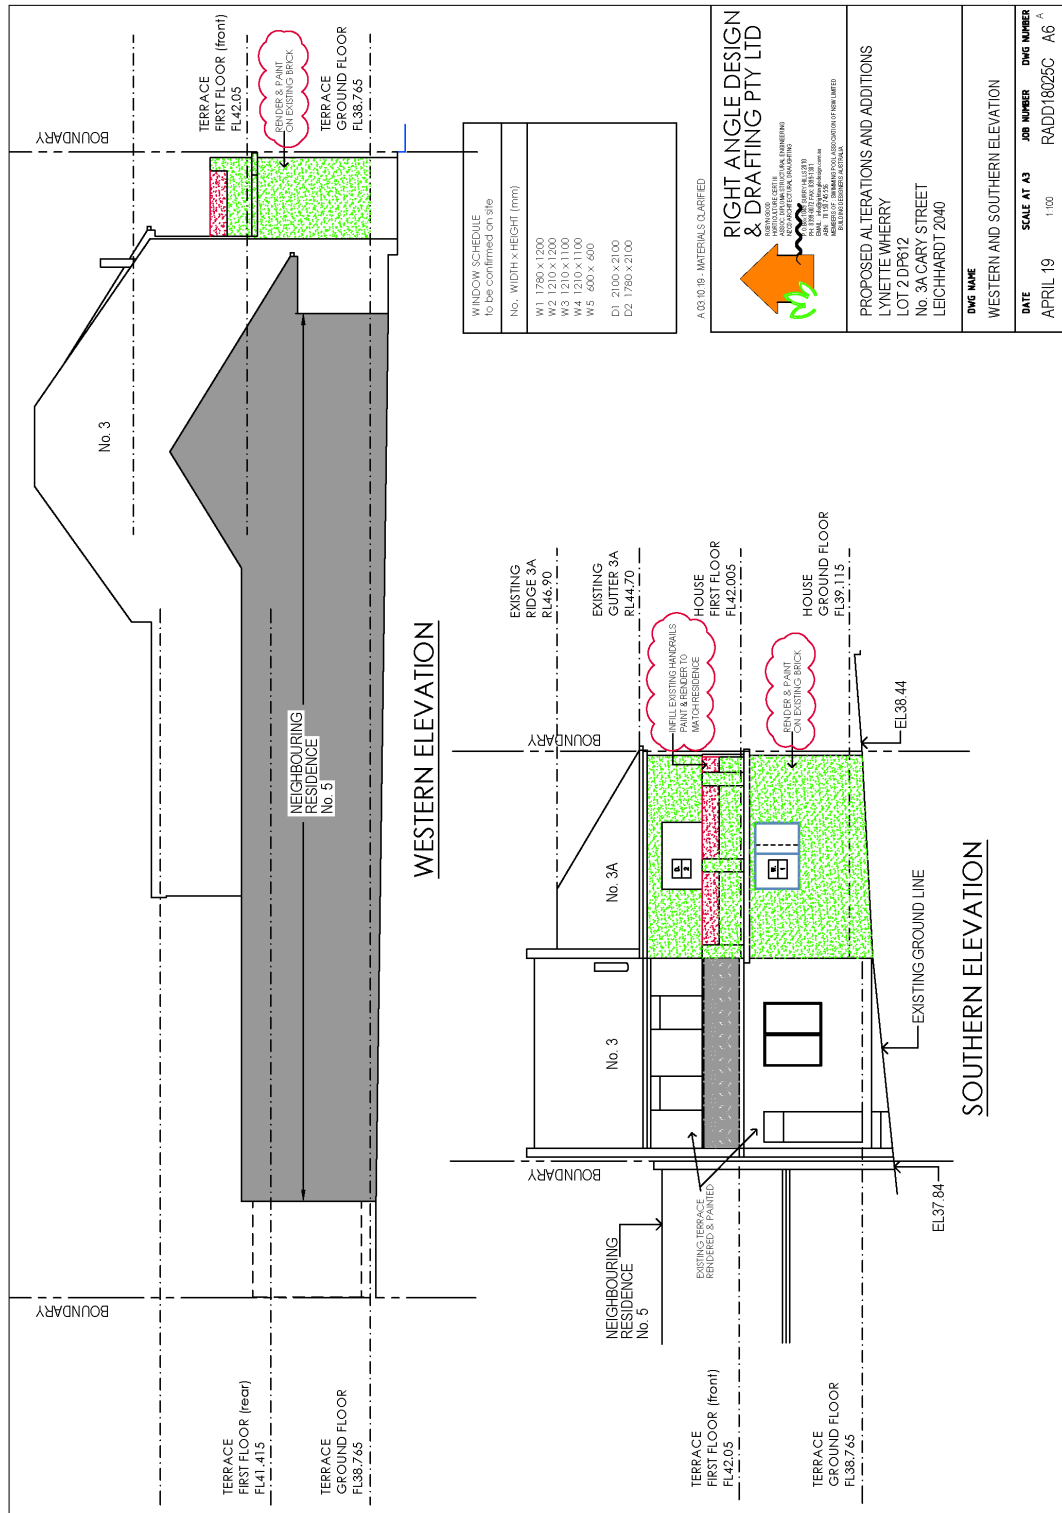 BOUNDARY
TERRACE
FIRST FLOOR (rear)
FL41.415
TERRACE
GROUND FLOOR
FL38.765
No. 3
NEIGHBOURING
RESIDENCE
No. 5
BOUNDARY
TERRACE
FIRST FLOOR (front)
FL42.05
RENDER & PAINT
ON EXISTING BRICK
TERRACE
GROUND FLOOR
FL38.765
WESTERN ELEVATION
TERRACE
FIRST FLOOR (front)
FL42.05
TERRACE
GROUND FLOOR
FL38.765
NEIGHBOURING
RESIDENCE
No. 5
BOUNDARY
EXISTING TERRACE
RENDERED & PAINTED
EL37.84
No. 3
No. 3A
D.
2
W.
1
BOUNDARY
EXISTING
RIDGE 3A
RL46.90
EXISTING
GUTTER 3A
RL44.70
INFILL EXISTING HANDRAILS
PAINT & RENDER TO
MATCH RESIDENCE
HOUSE
FIRST FLOOR
FL42.005
RENDER & PAINT
ON EXISTING BRICK
HOUSE
GROUND FLOOR
FL39.115
EL38.44
EXISTING GROUND LINE
SOUTHERN ELEVATION
WINDOW SCHEDULE
to be confirmed on site
No. WIDTH x HEIGHT (mm)
W1 1780 x 1200
W2 1210 x 1200
W3 1210 x 1100
W4 1210 x 1100
W5 600 x 600
D1 2100 x 2100
D2 1780 x 2100
A 03.10.19 - MATERIALS CLARIFIED
RIGHT ANGLE DESIGN
& DRAFTING PTY LTD
PROPOSED ALTERATIONS AND ADDITIONS
LYNETTE WHERRY
LOT 2 DP612
No. 3A CARY STREET
LEICHHARDT 2040
DWG NAME
WESTERN AND SOUTHERN ELEVATION
DATE SCALE AT A3 JOB NUMBER DWG NUMBER
APRIL 19 1:100 RADD18025C A6 A